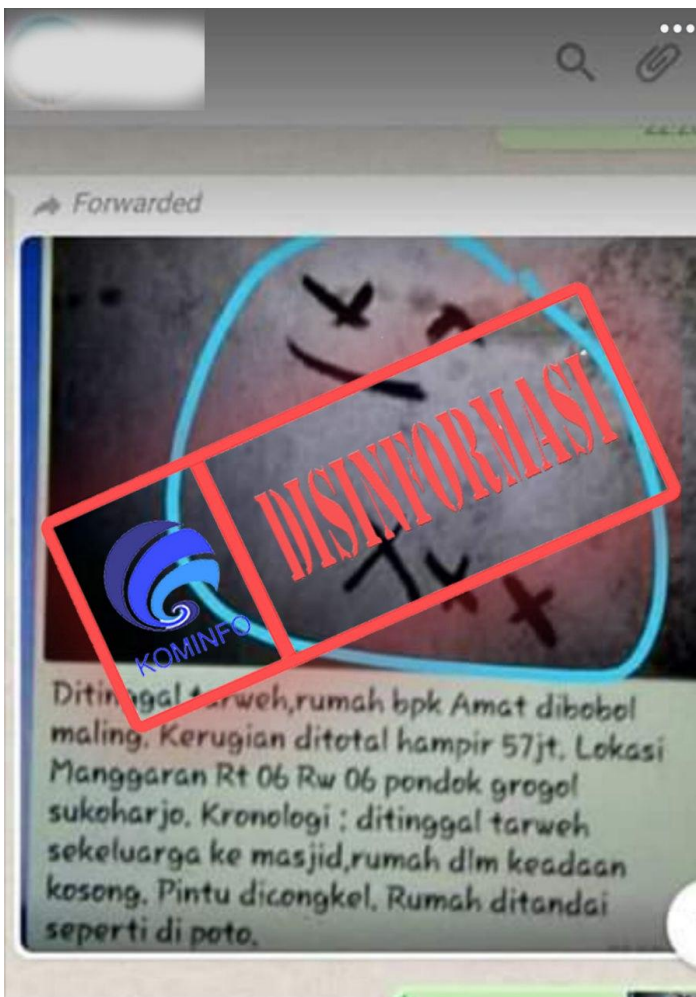 Forwarded
DISINFORMASI
KOMINFO
Ditinggal tarweh,rumah bpk Amat dibobol
maling. Kerugian ditotal hampir 57jt. Lokasi
Manggaran Rt 06 Rw 06 pondok grogol
sukoharjo. Kronologi : ditinggal tarweh
sekeluarga ke masjid,rumah dlm keadaan
kosong. Pintu dicongkel. Rumah ditandai
seperti di poto.